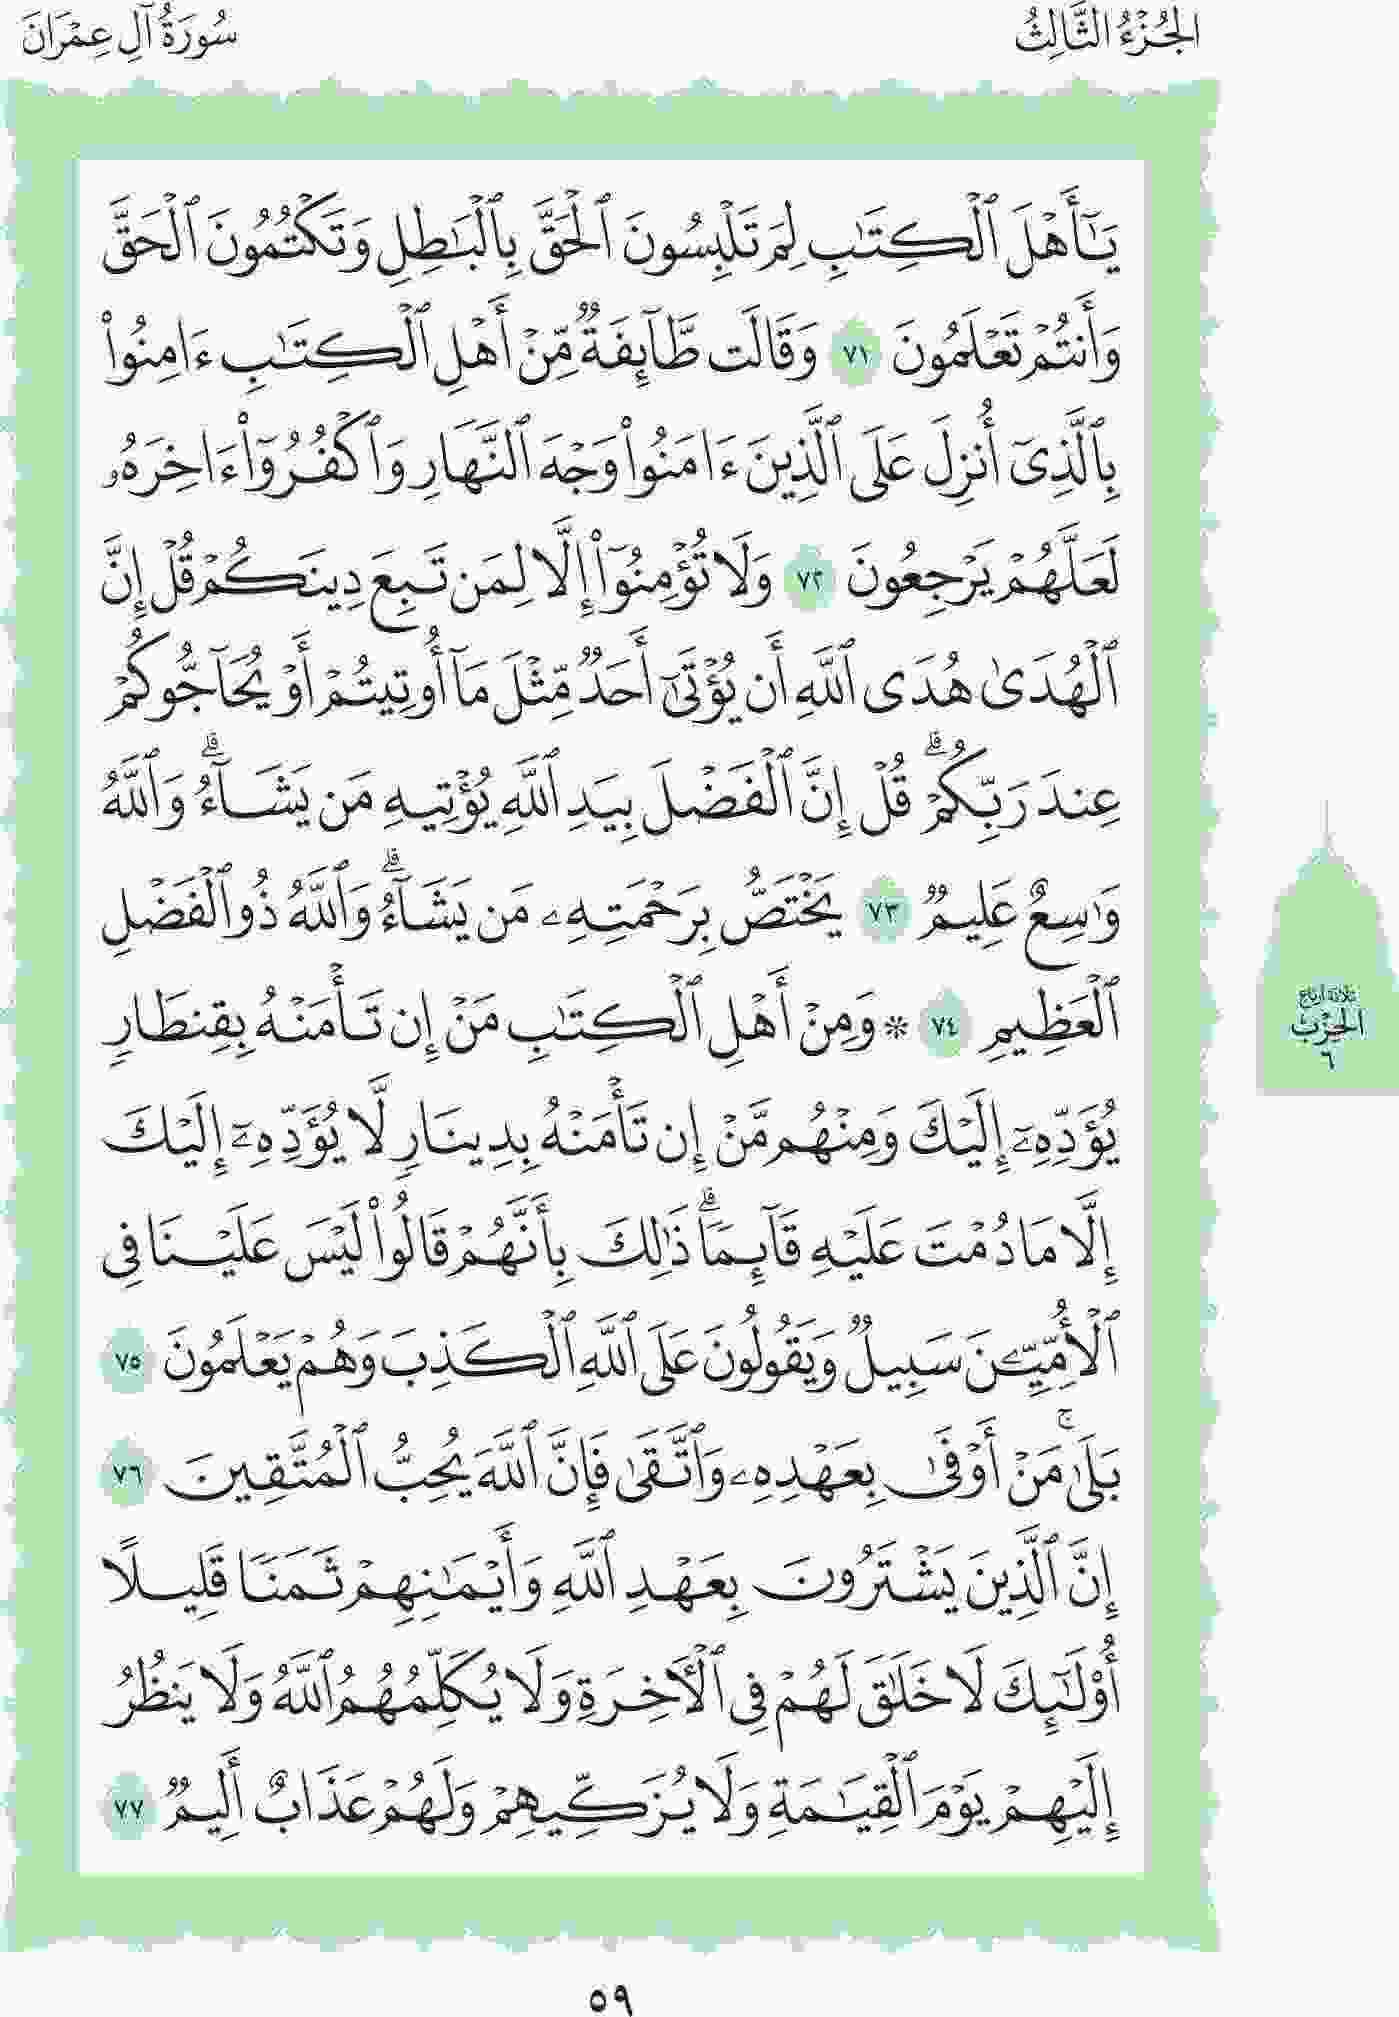 الجُزْءُ الثَّالِثُ
سُورَةُ آلِ عِمْرَانَ
يَـٰٓأَهْلَ ٱلْكِتَـٰبِ لِمَ تَلْبِسُونَ ٱلْحَقَّ بِٱلْبَـٰطِلِ وَتَكْتُمُونَ ٱلْحَقَّ
وَأَنتُمْ تَعْلَمُونَ ٧١ وَقَالَت طَّآئِفَةٌ مِّنْ أَهْلِ ٱلْكِتَـٰبِ ءَامِنُوا۟
بِٱلَّذِىٓ أُنزِلَ عَلَى ٱلَّذِينَ ءَامَنُوا۟ وَجْهَ ٱلنَّهَارِ وَٱكْفُرُوٓا۟ ءَاخِرَهُۥ
لَعَلَّهُمْ يَرْجِعُونَ ٧٢ وَلَا تُؤْمِنُوٓا۟ إِلَّا لِمَن تَبِعَ دِينَكُمْ قُلْ إِنَّ
ٱلْهُدَىٰ هُدَى ٱللَّهِ أَن يُؤْتَىٰٓ أَحَدٌ مِّثْلَ مَآ أُوتِيتُمْ أَوْ يُحَآجُّوكُمْ
عِندَ رَبِّكُمْ ۗ قُلْ إِنَّ ٱلْفَضْلَ بِيَدِ ٱللَّهِ يُؤْتِيهِ مَن يَشَآءُ ۗ وَٱللَّهُ
وَٰسِعٌ عَلِيمٌ ٧٣ يَخْتَصُّ بِرَحْمَتِهِۦ مَن يَشَآءُ ۗ وَٱللَّهُ ذُو ٱلْفَضْلِ
ٱلْعَظِيمِ ٧٤ ۞ وَمِنْ أَهْلِ ٱلْكِتَـٰبِ مَنْ إِن تَأْمَنْهُ بِقِنطَارٍ
يُؤَدِّهِۦٓ إِلَيْكَ وَمِنْهُم مَّنْ إِن تَأْمَنْهُ بِدِينَارٍ لَّا يُؤَدِّهِۦٓ إِلَيْكَ
إِلَّا مَا دُمْتَ عَلَيْهِ قَآئِمًا ۗ ذَٰلِكَ بِأَنَّهُمْ قَالُوا۟ لَيْسَ عَلَيْنَا فِى
ٱلْأُمِّيِّـۧنَ سَبِيلٌ وَيَقُولُونَ عَلَى ٱللَّهِ ٱلْكَذِبَ وَهُمْ يَعْلَمُونَ ٧٥
بَلَىٰ ۚ مَنْ أَوْفَىٰ بِعَهْدِهِۦ وَٱتَّقَىٰ فَإِنَّ ٱللَّهَ يُحِبُّ ٱلْمُتَّقِينَ ٧٦
إِنَّ ٱلَّذِينَ يَشْتَرُونَ بِعَهْدِ ٱللَّهِ وَأَيْمَـٰنِهِمْ ثَمَنًا قَلِيلًا
أُو۟لَـٰٓئِكَ لَا خَلَـٰقَ لَهُمْ فِى ٱلْـَٔاخِرَةِ وَلَا يُكَلِّمُهُمُ ٱللَّهُ وَلَا يَنظُرُ
إِلَيْهِمْ يَوْمَ ٱلْقِيَـٰمَةِ وَلَا يُزَكِّيهِمْ وَلَهُمْ عَذَابٌ أَلِيمٌ ٧٧
ثلاثة أرباع
الحِزْب
٦
٥٩